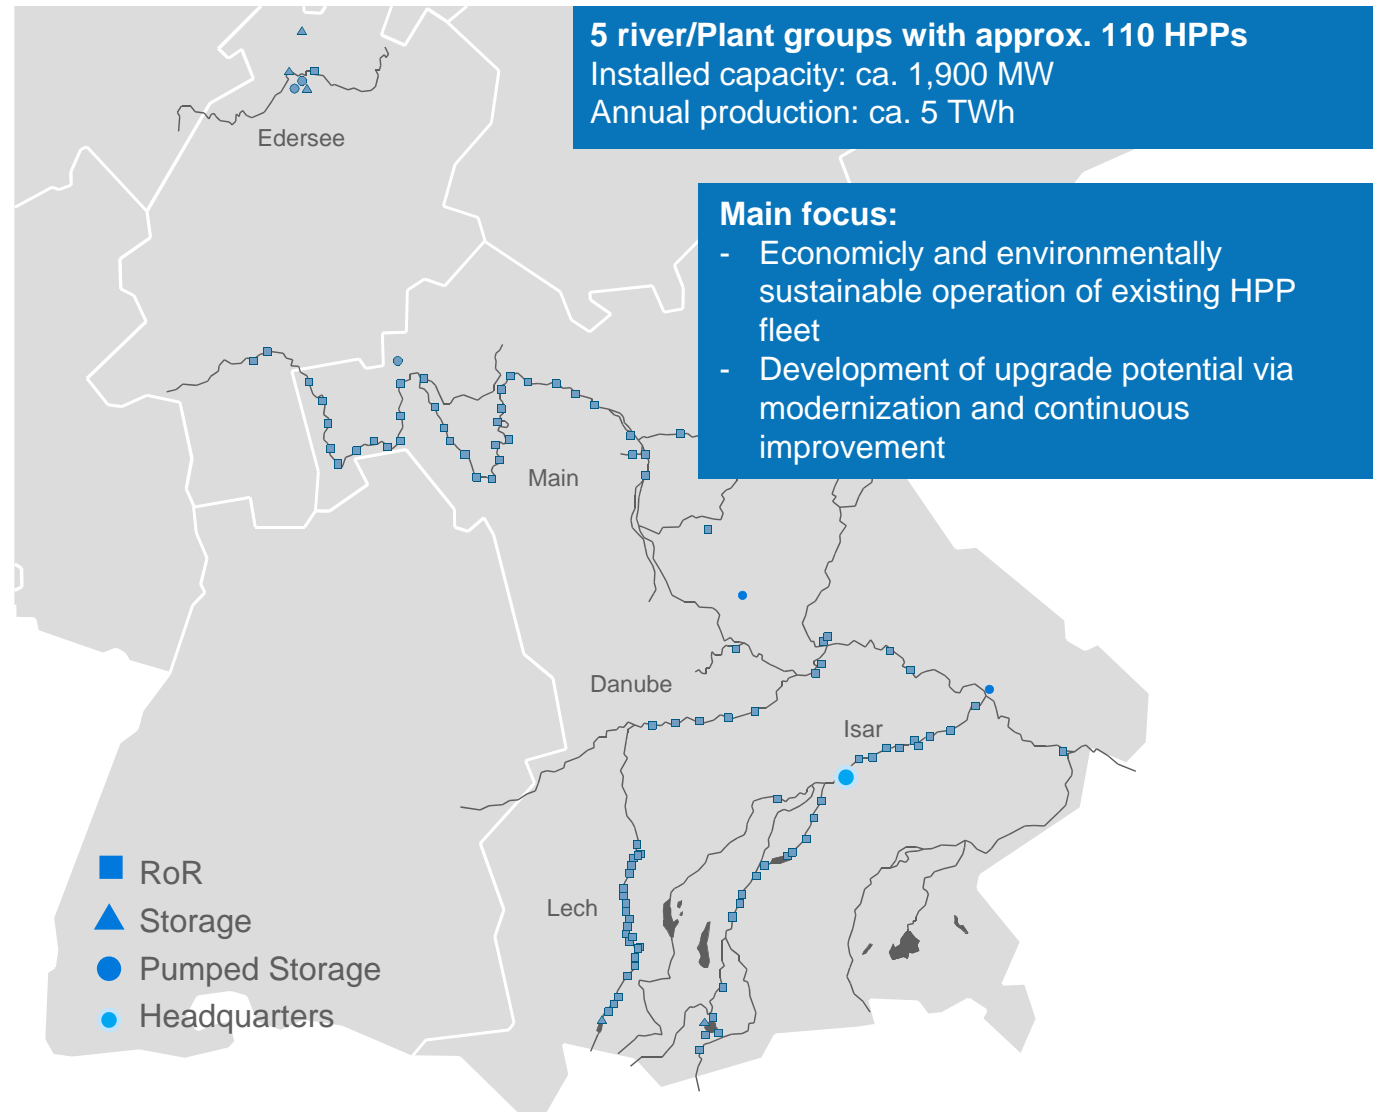 5 river/Plant groups with approx. 110 HPPs
Installed capacity: ca. 1,900 MW
Annual production: ca. 5 TWh
Edersee
Main focus:
- Economicly and environmentally
sustainable operation of existing HPP
fleet
- Development of upgrade potential via
modernization and continuous
improvement
Main
Danube
Isar
Lech
RoR
Storage
Pumped Storage
Headquarters